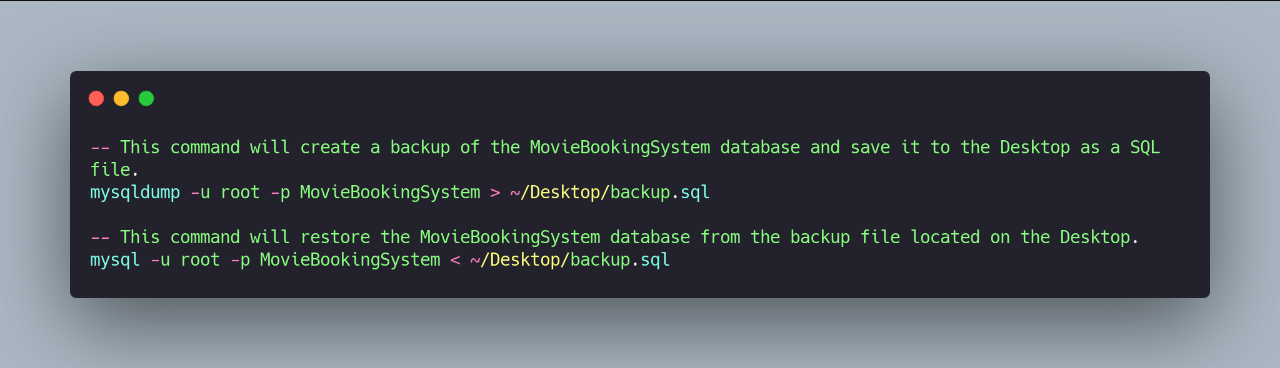 -- This command will create a backup of the MovieBookingSystem database and save it to the Desktop as a SQL
file.
mysqldump -u root -p MovieBookingSystem > ~/Desktop/backup.sql
-- This command will restore the MovieBookingSystem database from the backup file located on the Desktop.
mysql -u root -p MovieBookingSystem < ~/Desktop/backup.sql